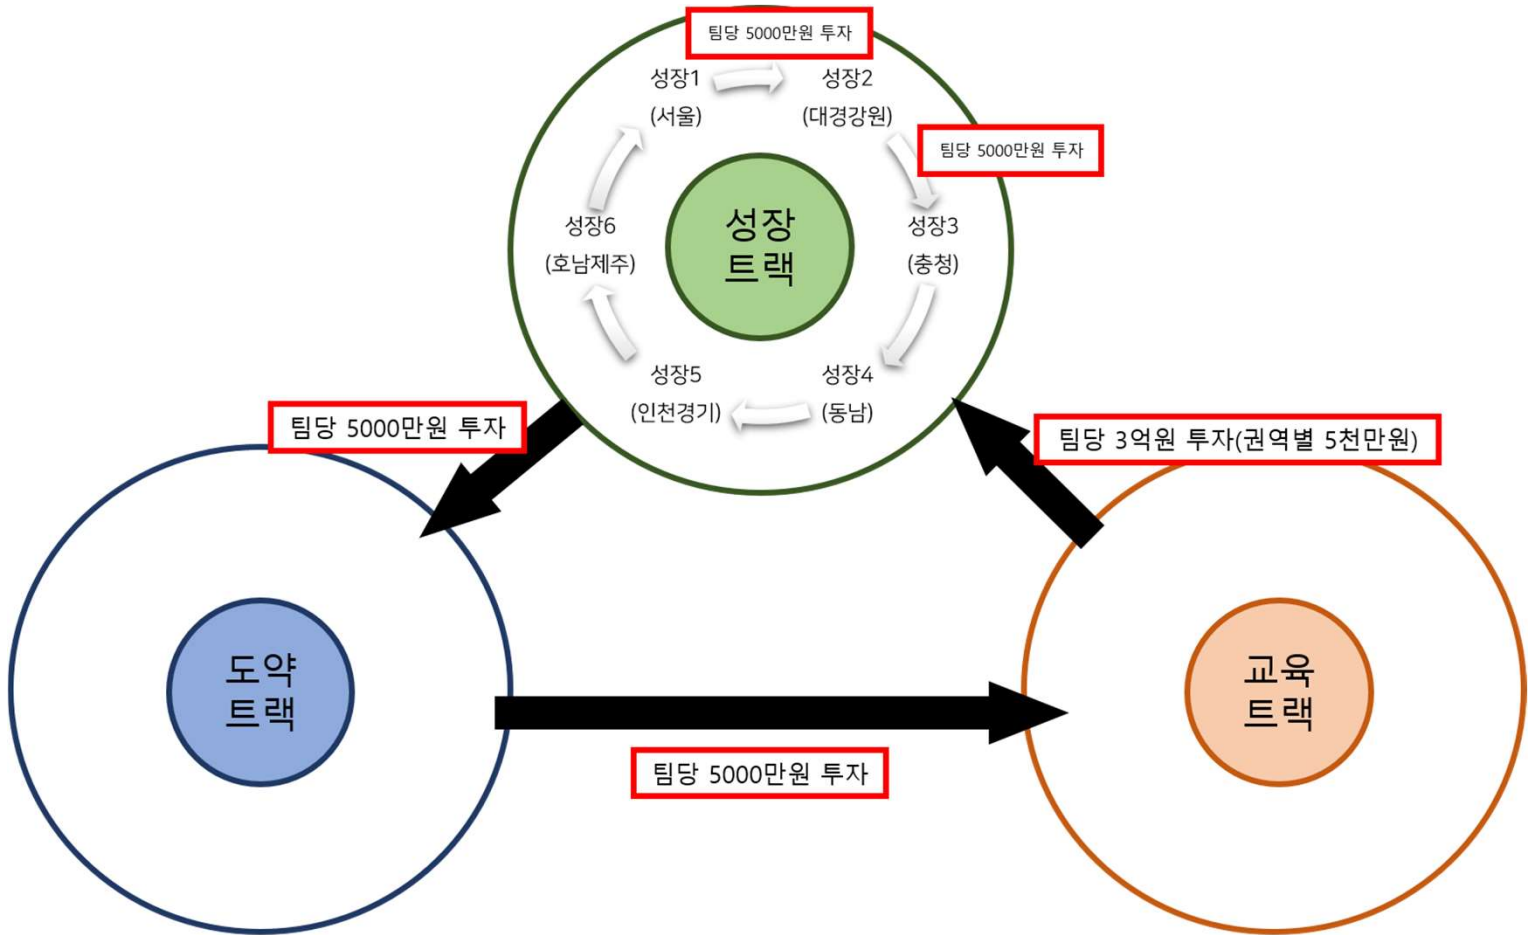 팀당 5000만원 투자
성장1
(서울)
성장2
(대경강원)
팀당 5000만원 투자
성장
트랙
성장6
(호남제주)
성장3
(충청)
성장5
(인천경기)
성장4
(동남)
팀당 5000만원 투자
팀당 3억원 투자(권역별 5천만원)
도약
트랙
교육
트랙
팀당 5000만원 투자